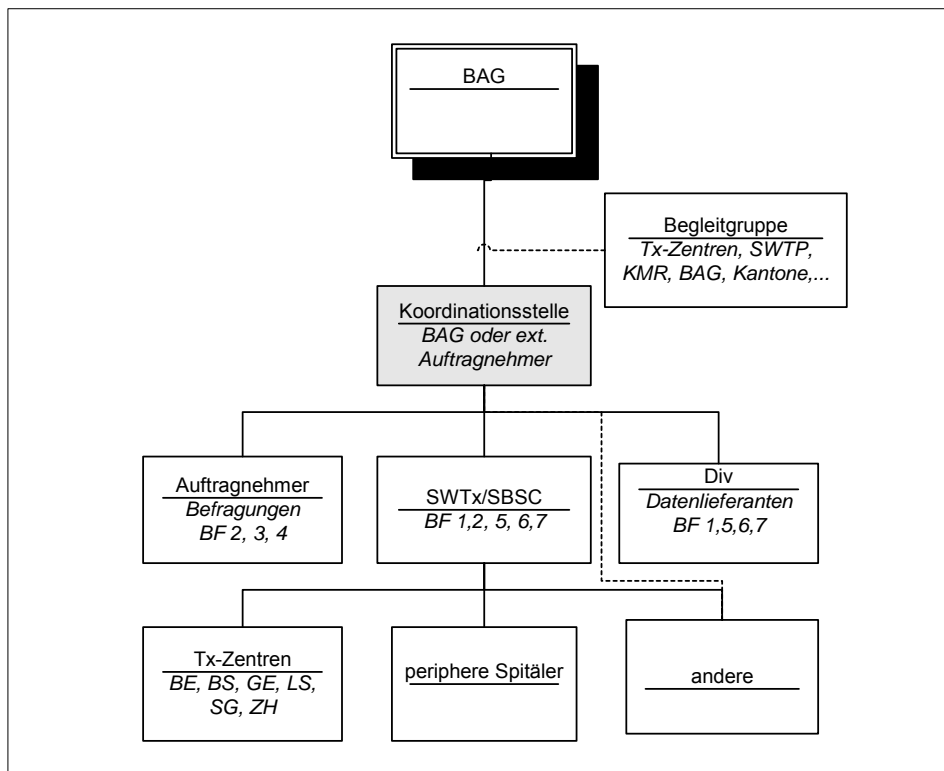 BAG
Begleitgruppe
Tx-Zentren, SWTP,
KMR, BAG, Kantone,...
Koordinationsstelle
BAG oder ext.
Auftragnehmer
Auftragnehmer
Befragungen
BF 2, 3, 4
SWTx/SBSC
BF 1,2, 5, 6,7
Div
Datenlieferanten
BF 1,5,6,7
Tx-Zentren
BE, BS, GE, LS,
SG, ZH
periphere Spitäler
andere